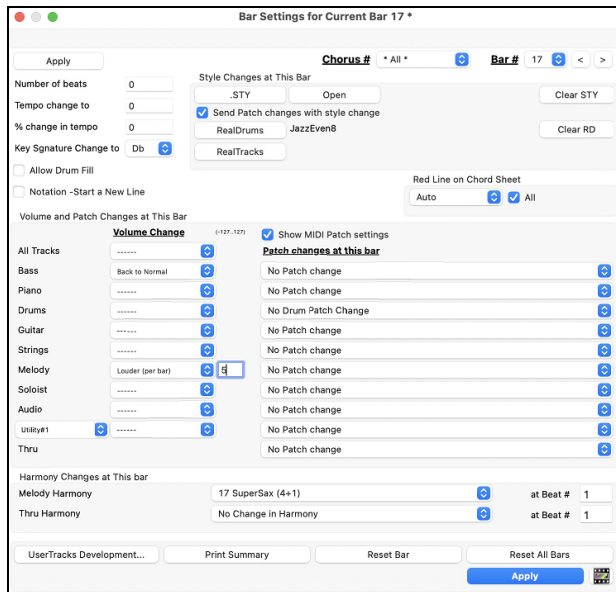 Bar Settings for Current Bar 17 *
Apply
Chorus # * All * Bar # 17 < >
Number of beats 0
Style Changes at This Bar
.STY Open Clear STY
Tempo change to 0
Send Patch changes with style change
% change in tempo 0
RealDrums JazzEven8 Clear RD
Key Sgnature Change to Db
RealTracks
Allow Drum Fill
Red Line on Chord Sheet
Notation -Start a New Line
Auto All
Volume and Patch Changes at This Bar
Volume Change (-127..127) Show MIDI Patch settings
All Tracks ------ Patch changes at this bar
Bass Back to Normal No Patch change
Piano ------ No Patch change
Drums ------ No Drum Patch Change
Guitar ------ No Patch change
Strings ------ No Patch change
Melody Louder (per bar) 5 No Patch change
Soloist ------ No Patch change
Audio ------ No Patch change
Utility#1 ------ No Patch change
Thru No Patch change
Harmony Changes at This bar
Melody Harmony 17 SuperSax (4+1) at Beat # 1
Thru Harmony No Change in Harmony at Beat # 1
UserTracks Development... Print Summary Reset Bar Reset All Bars
Apply